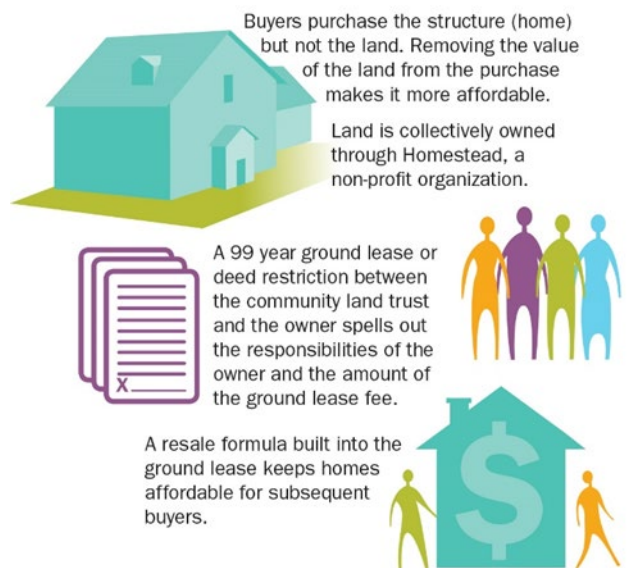 Buyers purchase the structure (home)
but not the land. Removing the value
of the land from the purchase
makes it more affordable.
Land is collectively owned
through Homestead, a
non-profit organization.
A 99 year ground lease or
deed restriction between
the community land trust
and the owner spells out
the responsibilities of the
owner and the amount of
the ground lease fee.
X
A resale formula built into the
ground lease keeps homes
affordable for subsequent
buyers.
$